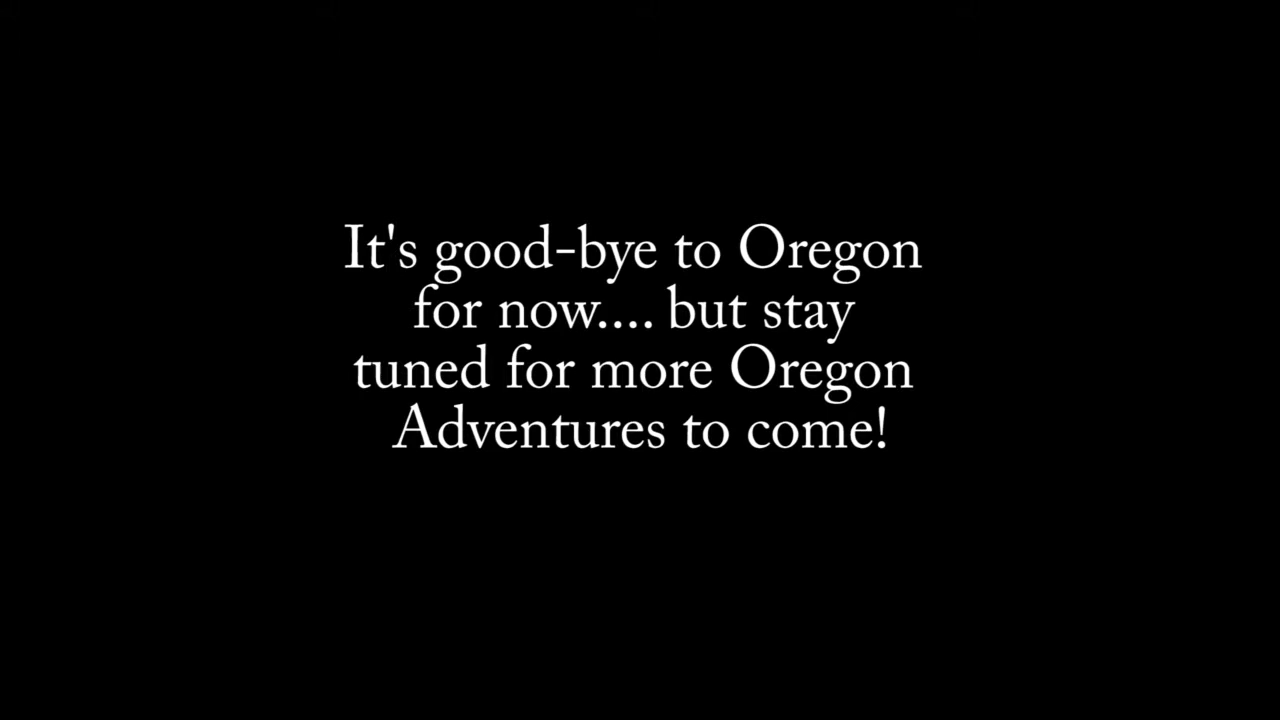 It's good-bye to Oregon
for now.... but stay
tuned for more Oregon
Adventures to come!